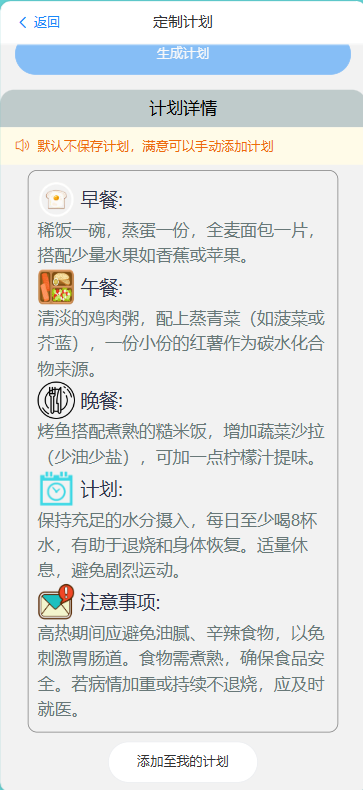 返回
定制计划
生成计划
计划详情
默认不保存计划，满意可以手动添加计划
早餐:
稀饭一碗，蒸蛋一份，全麦面包一片，
搭配少量水果如香蕉或苹果。
午餐:
清淡的鸡肉粥，配上蒸青菜（如菠菜或
芥蓝），一份小份的红薯作为碳水化合
物来源。
晚餐:
烤鱼搭配煮熟的糙米饭，增加蔬菜沙拉
（少油少盐），可加一点柠檬汁提味。
计划:
保持充足的水分摄入，每日至少喝8杯
水，有助于退烧和身体恢复。适量休
息，避免剧烈运动。
注意事项:
高热期间应避免油腻、辛辣食物，以免
刺激胃肠道。食物需煮熟，确保食品安
全。若病情加重或持续不退烧，应及时
就医。
添加至我的计划